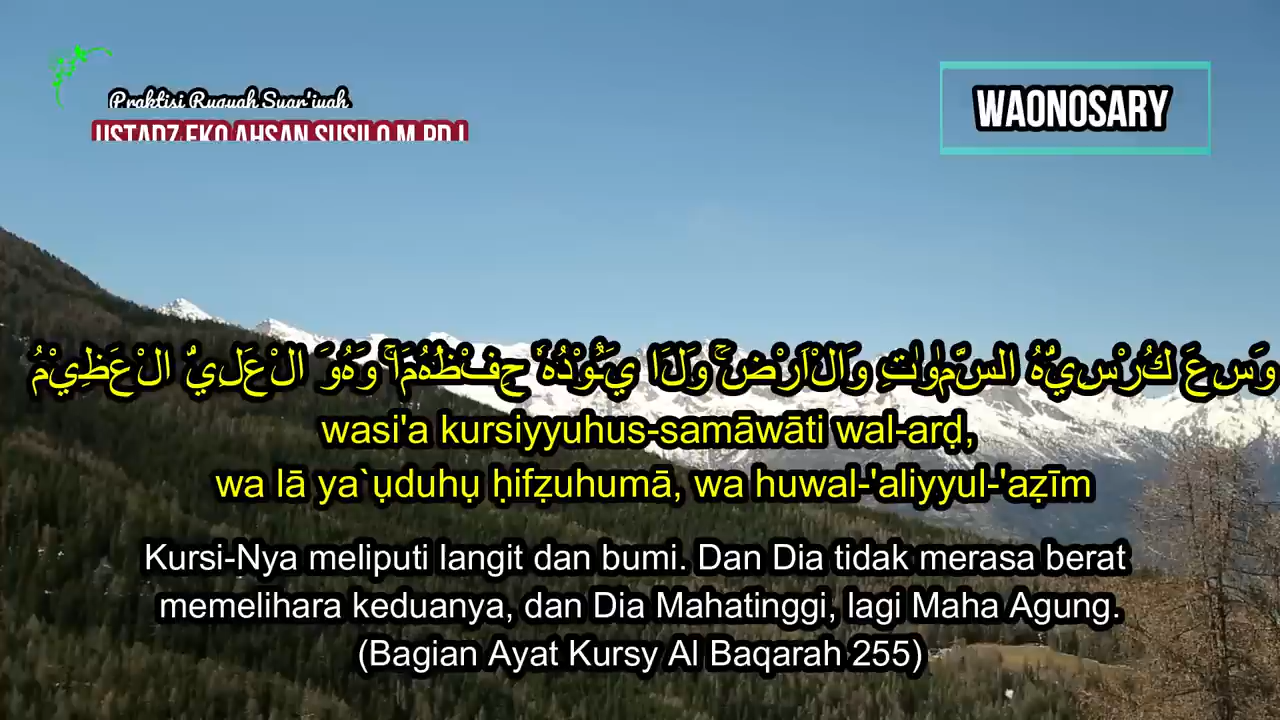 Praktisi Ruqyah Syar'iyah
USTADZ EKO AHSAN SUSILO M.PD.I
WAONOSARY
وَسِعَ كُرْسِيُّهُ السَّمٰوٰتِ وَالْاَرْضَۚ وَلَا يَـُٔوْدُهٗ حِفْظُهُمَاۚ وَهُوَ الْعَلِيُّ الْعَظِيْمُ
wasi'a kursiyyuhus-samāwāti wal-arḍ,
wa lā ya`ụduhụ ḥifẓuhumā, wa huwal-'aliyyul-'aẓīm
Kursi-Nya meliputi langit dan bumi. Dan Dia tidak merasa berat
memelihara keduanya, dan Dia Mahatinggi, lagi Maha Agung.
(Bagian Ayat Kursy Al Baqarah 255)